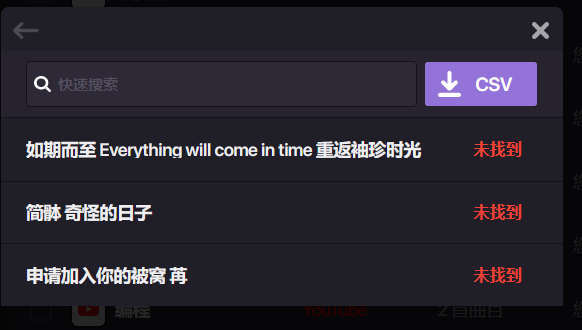 快速搜索
CSV
如期而至 Everything will come in time 重返袖珍时光
未找到
简骵 奇怪的日子
未找到
申请加入你的被窝 苒
未找到
编程
Youtube
2 首曲目